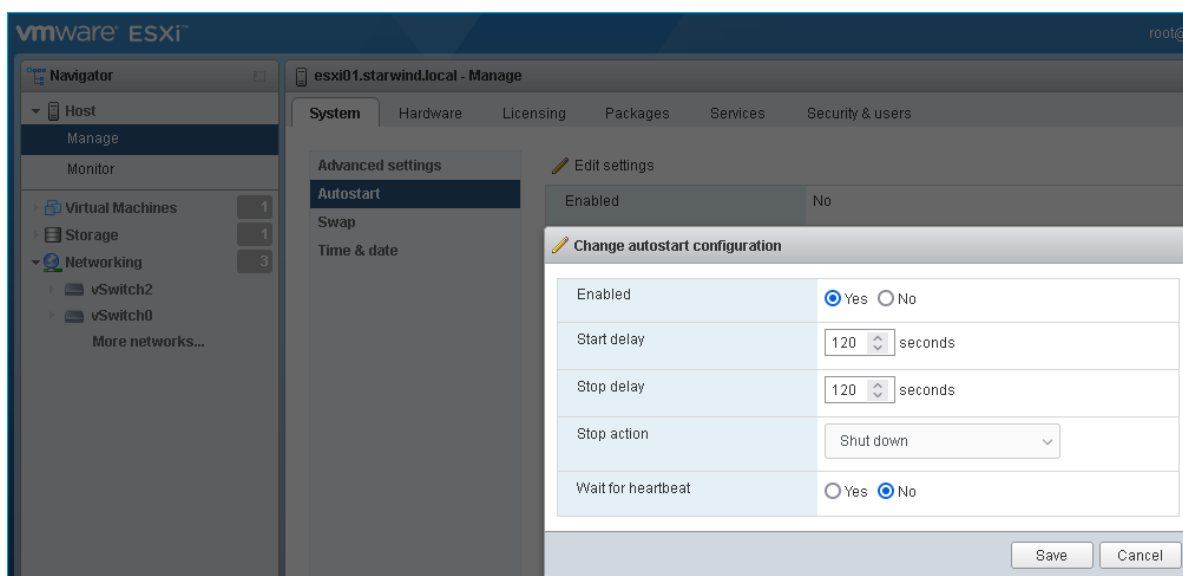 vmware ESXi™
root@
Navigator
esxi01.starwind.local - Manage
Host
Manage
Monitor
Virtual Machines 1
Storage 1
Networking 3
vSwitch2
vSwitch0
More networks...
System Hardware Licensing Packages Services Security & users
Advanced settings
Autostart
Swap
Time & date
Edit settings
Enabled No
Change autostart configuration
Enabled Yes No
Start delay 120 seconds
Stop delay 120 seconds
Stop action Shut down
Wait for heartbeat Yes No
Save Cancel